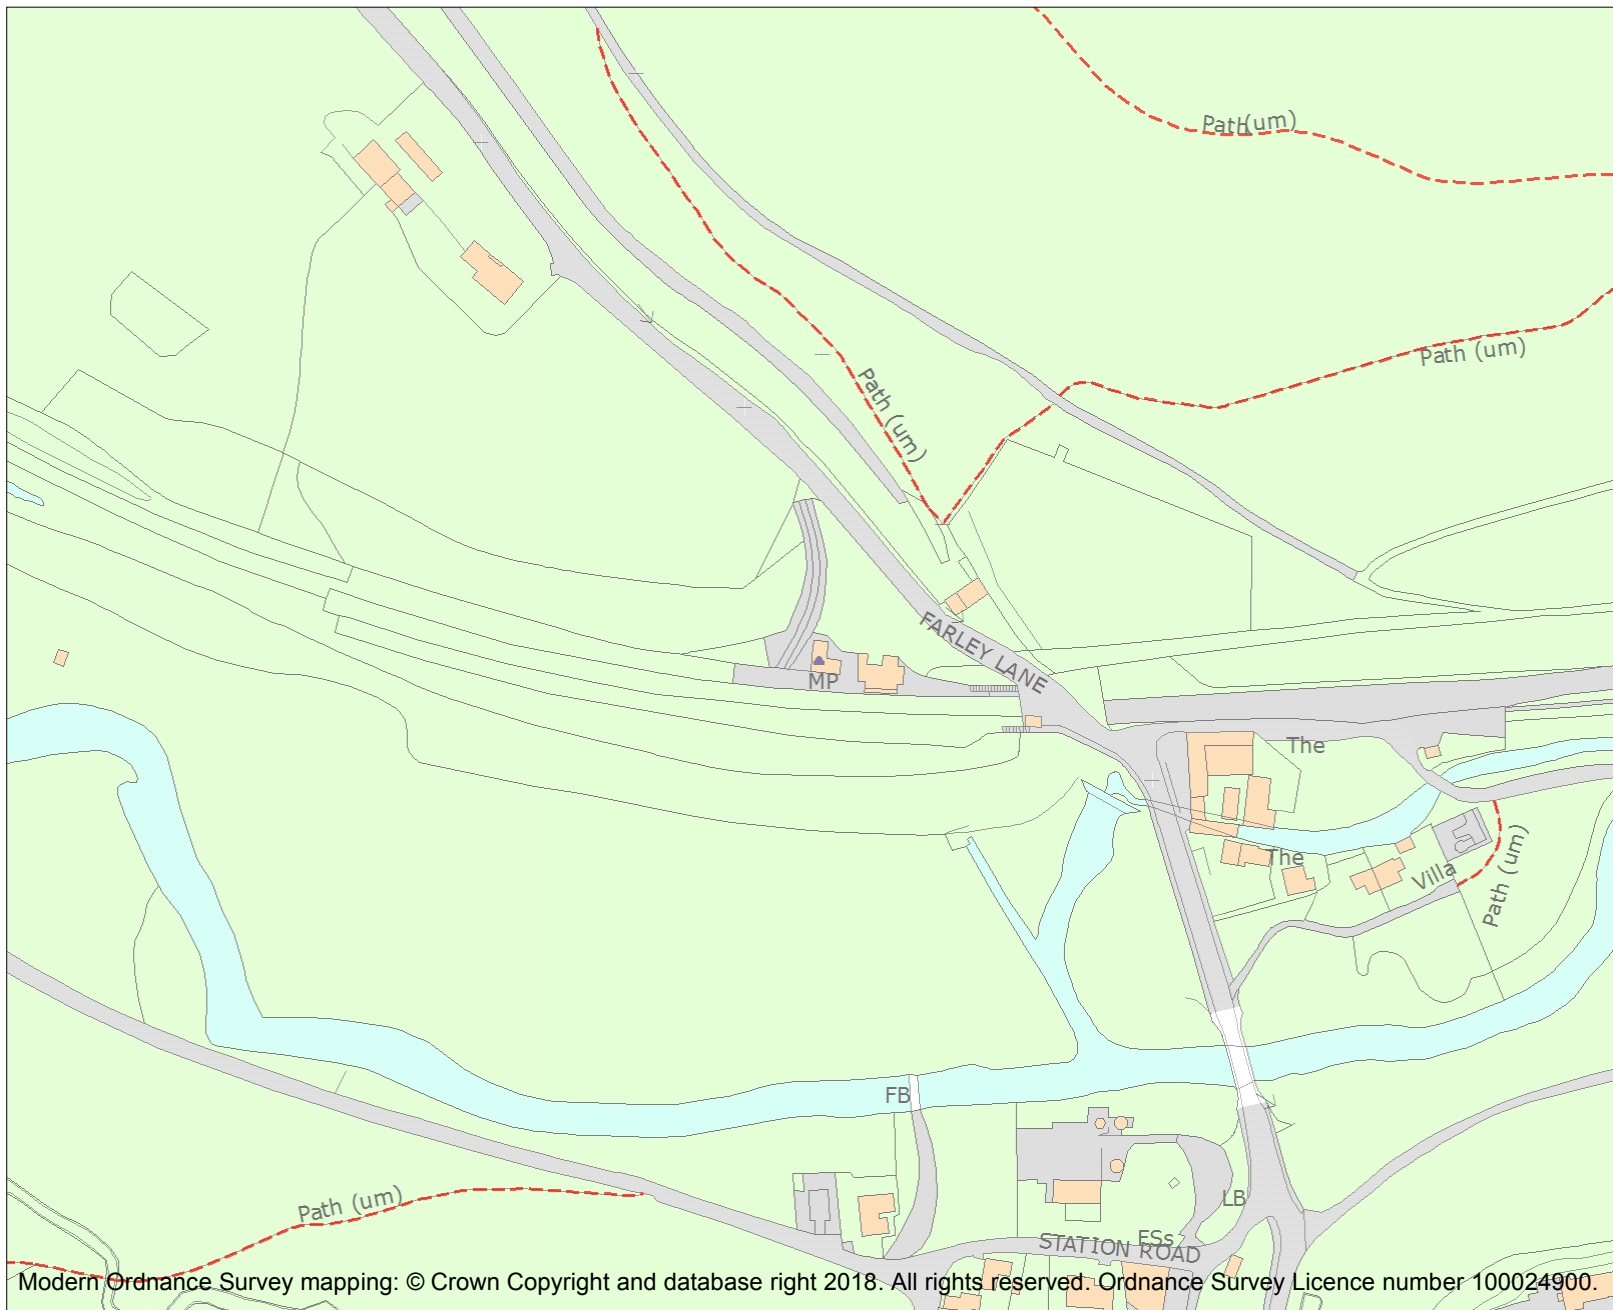 Path (um)
Path (um)
Path (um)
FARLEY LANE
MP
The
The
Villa
Path (um)
FB
LB
Path (um)
FSs
STATION ROAD
Modern Ordnance Survey mapping: © Crown Copyright and database right 2018. All rights reserved. Ordnance Survey Licence number 100024900.